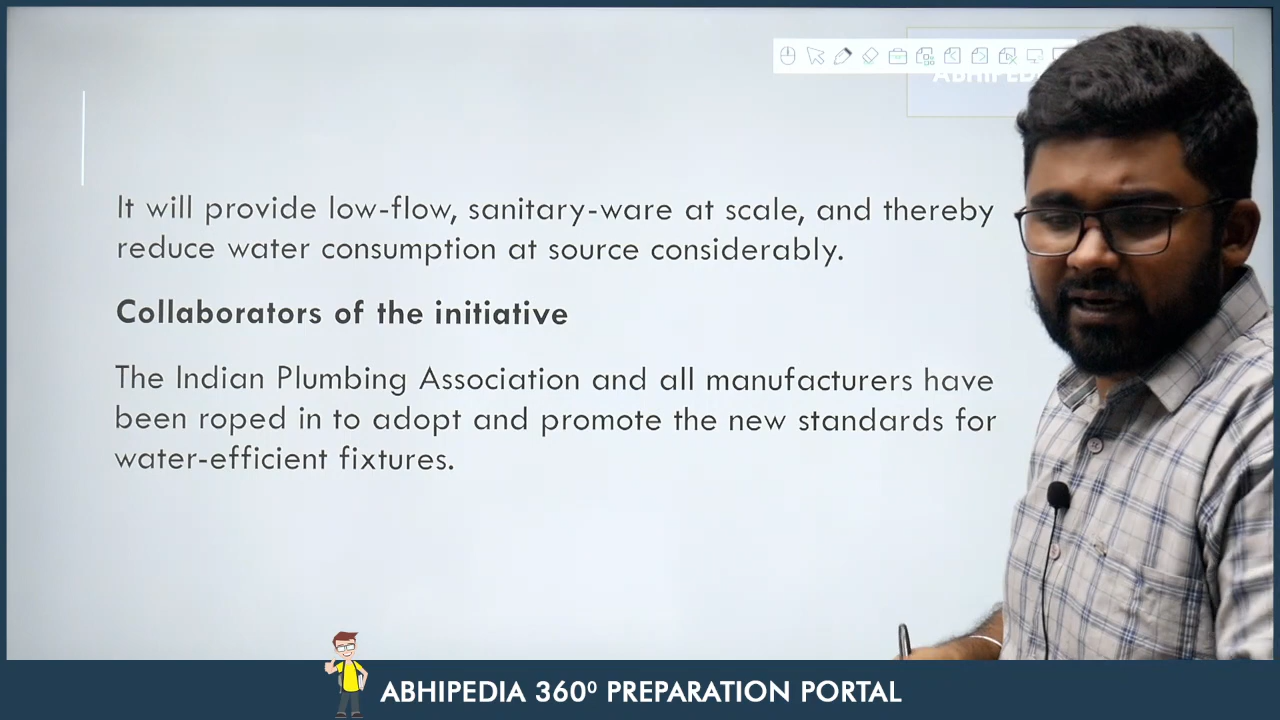 ABHIPEDI
It will provide low-flow, sanitary-ware at scale, and thereby
reduce water consumption at source considerably.
Collaborators of the initiative
The Indian Plumbing Association and all manufacturers have
been roped in to adopt and promote the new standards for
water-efficient fixtures.
ABHIPEDIA 360º PREPARATION PORTAL